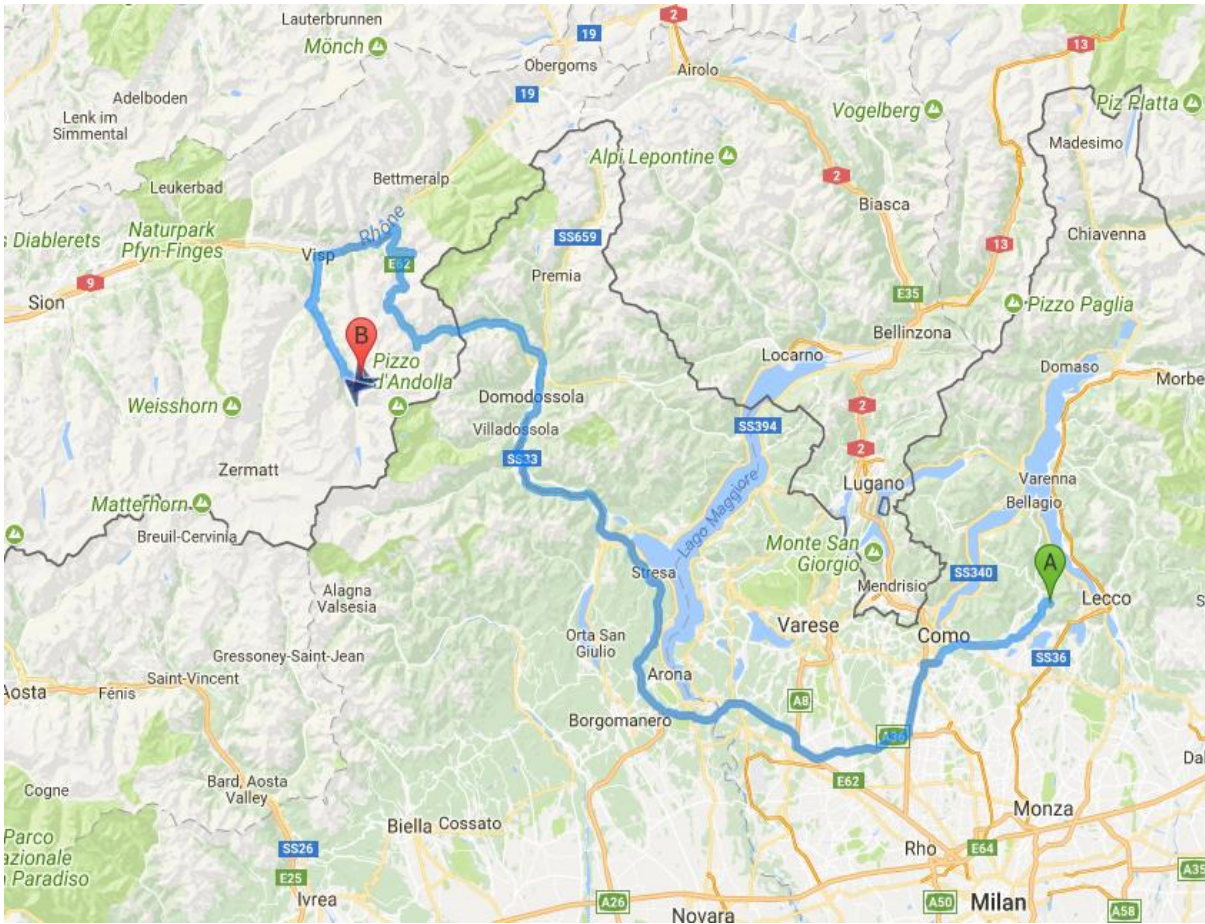 Lauterbrunnen
Mönch
19
2
Obergoms
Airolo
13
Adelboden
Lenk im
Simmental
19
Vogelberg
Piz Platta
Madesimo
Alpi Lepontine
Bettmeralp
2
Leukerbad
Biasca
Naturpark
Pfyn-Finges
Rhône
s Diablerets
SS659
Chiavenna
Visp
E62
13
9
Premia
Sion
E35
Pizzo Paglia
B
Bellinzona
Pizzo
d'Andolla
Locarno
Domaso
Morbe
Weisshorn
Domodossola
2
Villadossola
SS394
2
SS33
Zermatt
Lugano
Varenna
Bellagio
Matterhorn
Lago Maggiore
Breuil-Cervinia
Monte San
Giorgio
A
Stresa
SS340
Mendrisio
Alagna
Valsesia
Lecco
S
Varese
Como
Orta San
Giulio
Gressoney-Saint-Jean
SS36
Saint-Vincent
Arona
Aosta
Fénis
A8
Borgomanero
A36
Dal
Bard, Aosta
Valley
E62
Cogne
Monza
Biella
Cossato
Parco
azionale
n Paradiso
SS26
Rho
E64
E25
A35
Ivrea
A26
A50
Milan
A58
Novara